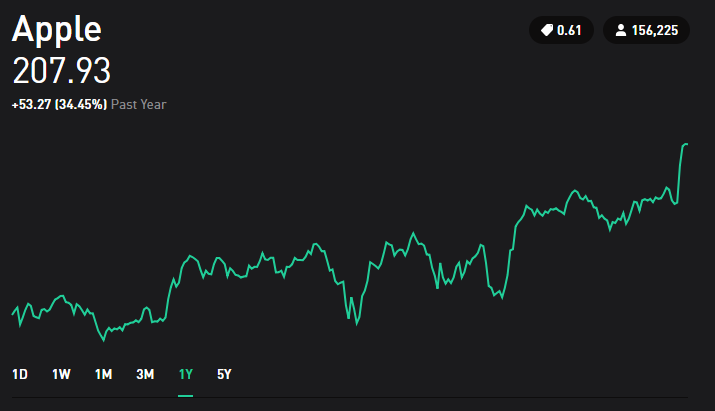 Apple
0.61
156,225
207.93
+53.27 (34.45%) Past Year
1D 1W 1M 3M 1Y 5Y